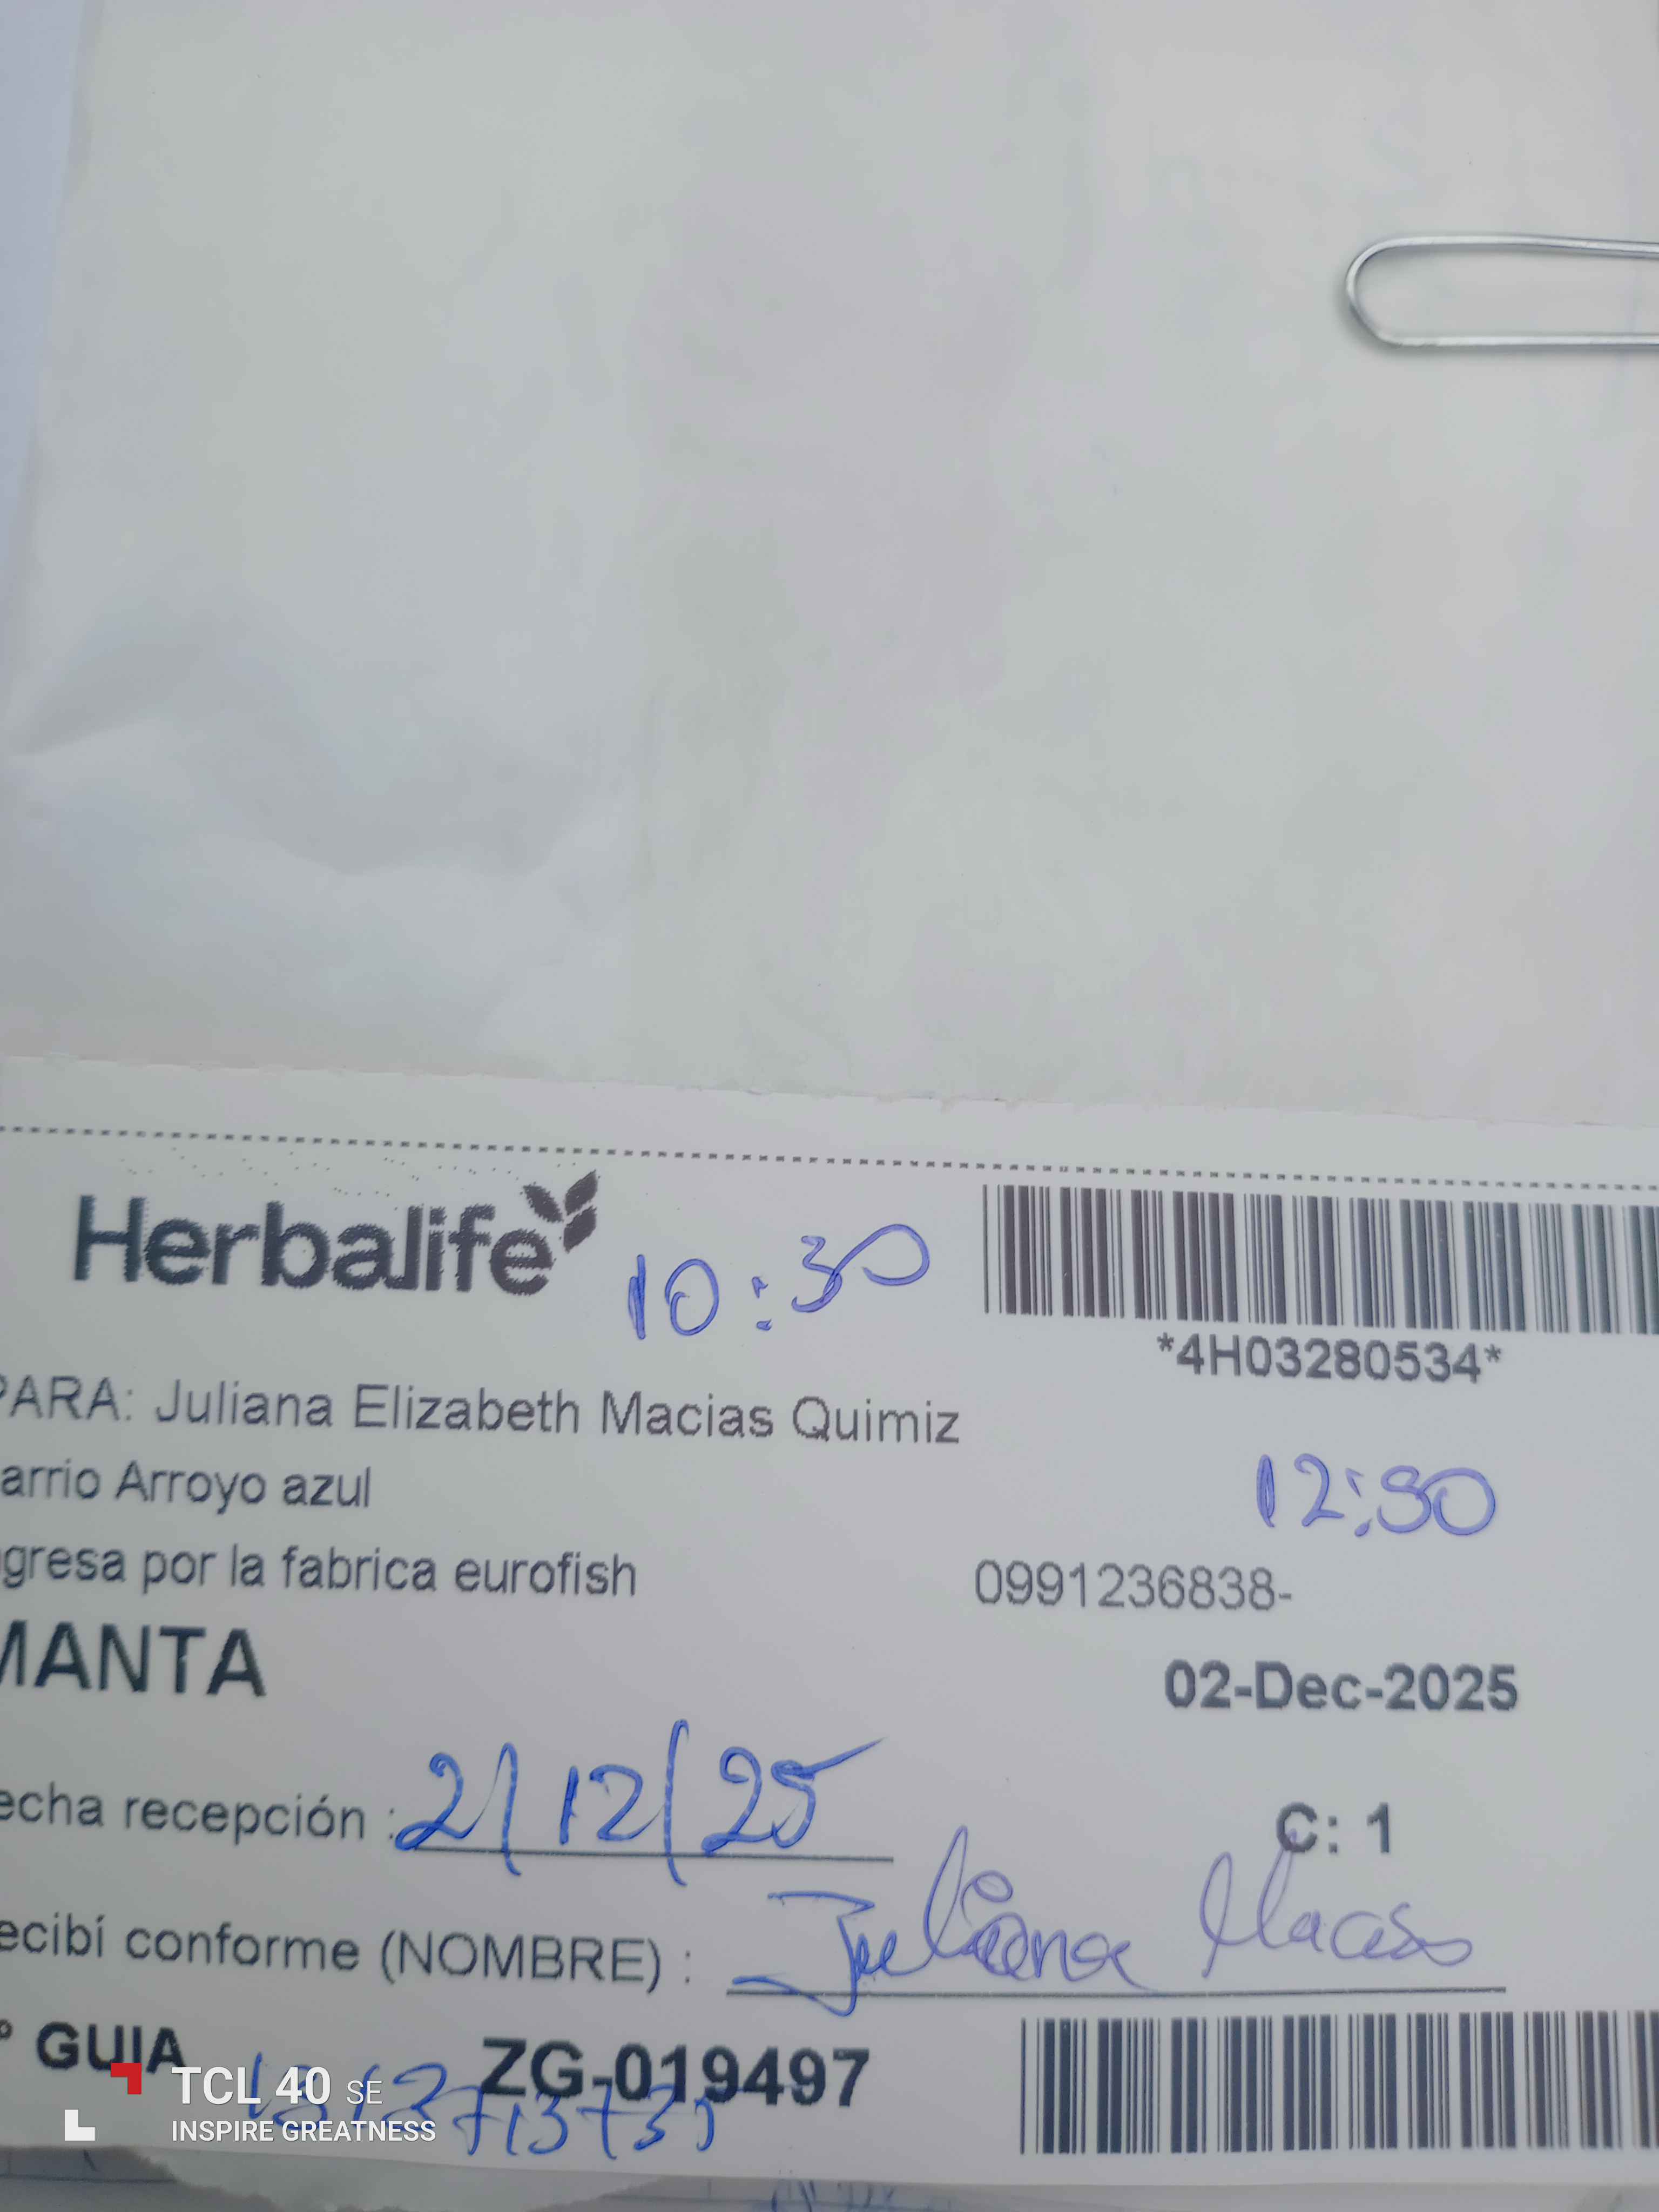 Herbalife 10:30
*4H03280534*
PARA: Juliana Elizabeth Macias Quimiz
arrio Arroyo azul
12:30
gresa por la fabrica eurofish
0991236838-
MANTA
02-Dec-2025
echa recepción : 2/12/25
C: 1
ecibí conforme (NOMBRE) : Juliana Macias
° GUIA ZG-019497
TCL 40 SE
INSPIRE GREATNESS